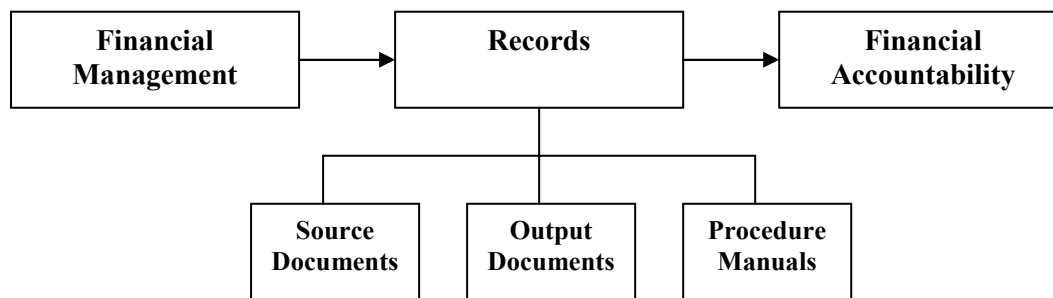 Financial
Management
Records
Financial
Accountability
Source
Documents
Output
Documents
Procedure
Manuals